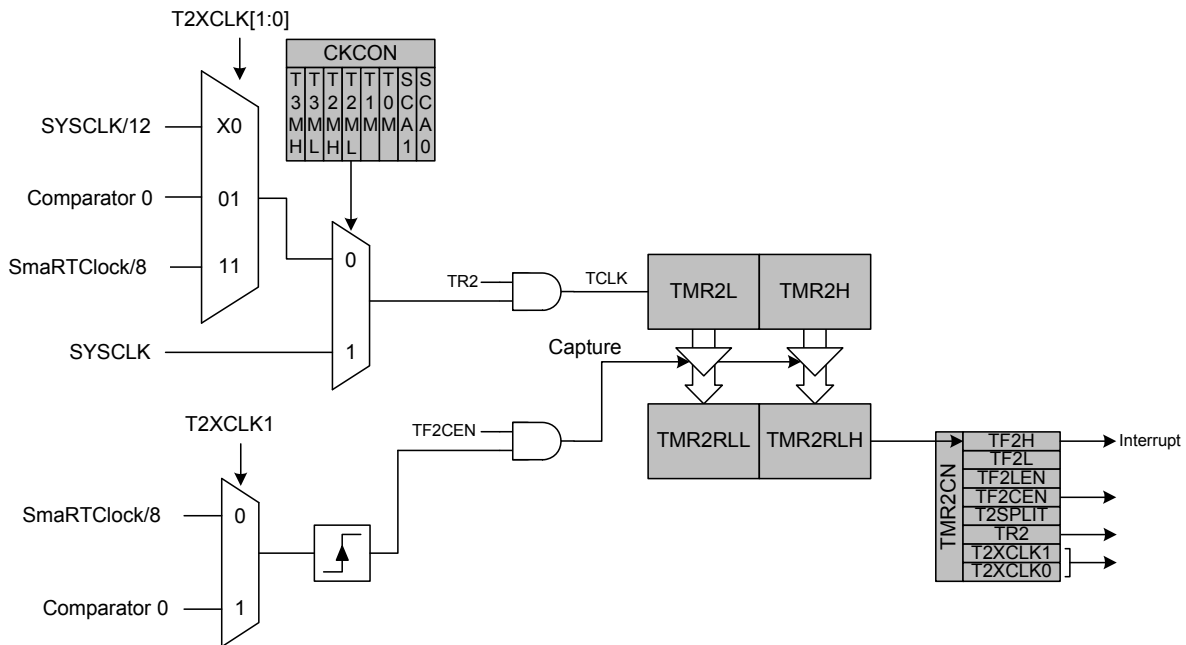 T2XCLK[1:0]
CKCON
T3MH
T3ML
T2MH
T2ML
T1M
T0M
SCA1
SCA0
SYSCLK/12
X0
Comparator 0
01
SmaRTClock/8
11
0
SYSCLK
1
TR2
TCLK
TMR2L
TMR2H
Capture
T2XCLK1
TF2CEN
TMR2RLL
TMR2RLH
SmaRTClock/8
0
Comparator 0
1
TMR2CN
TF2H
Interrupt
TF2L
TF2LEN
TF2CEN
T2SPLIT
TR2
T2XCLK1
T2XCLK0